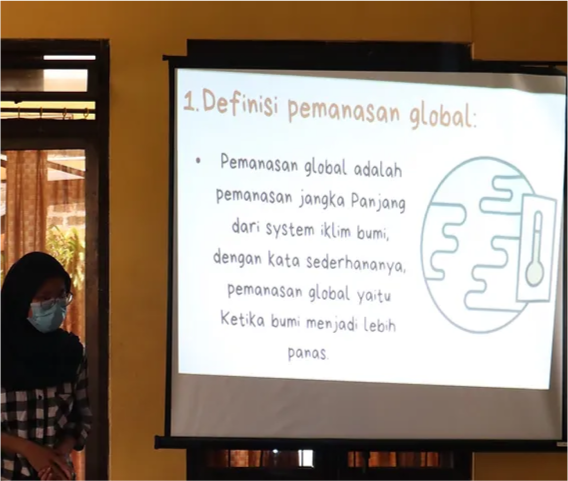 1.Definisi pemanasan global:
• Pemanasan global adalah
pemanasan jangka Panjang
dari system iklim bumi,
dengan kata sederhananya,
pemanasan global yaitu
Ketika bumi menjadi lebih
panas.